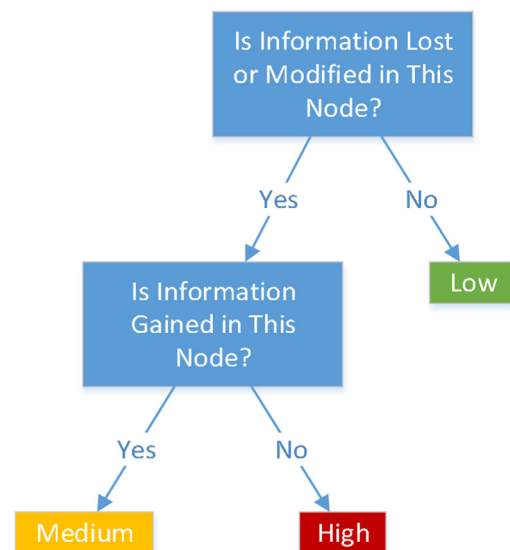 Is Information Lost
or Modified in This
Node?
Yes
No
Low
Is Information
Gained in This
Node?
Yes
No
Medium
High